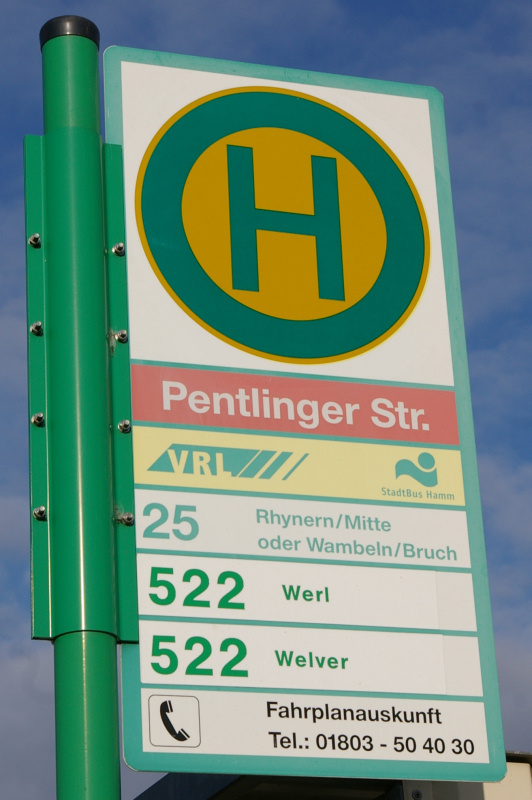 H
Pentlinger Str.
VRL
StadtBus Hamm
25 Rhynern/Mitte
oder Wambeln/Bruch
522 Werl
522 Welver
Fahrplanauskunft
Tel.: 01803 - 50 40 30